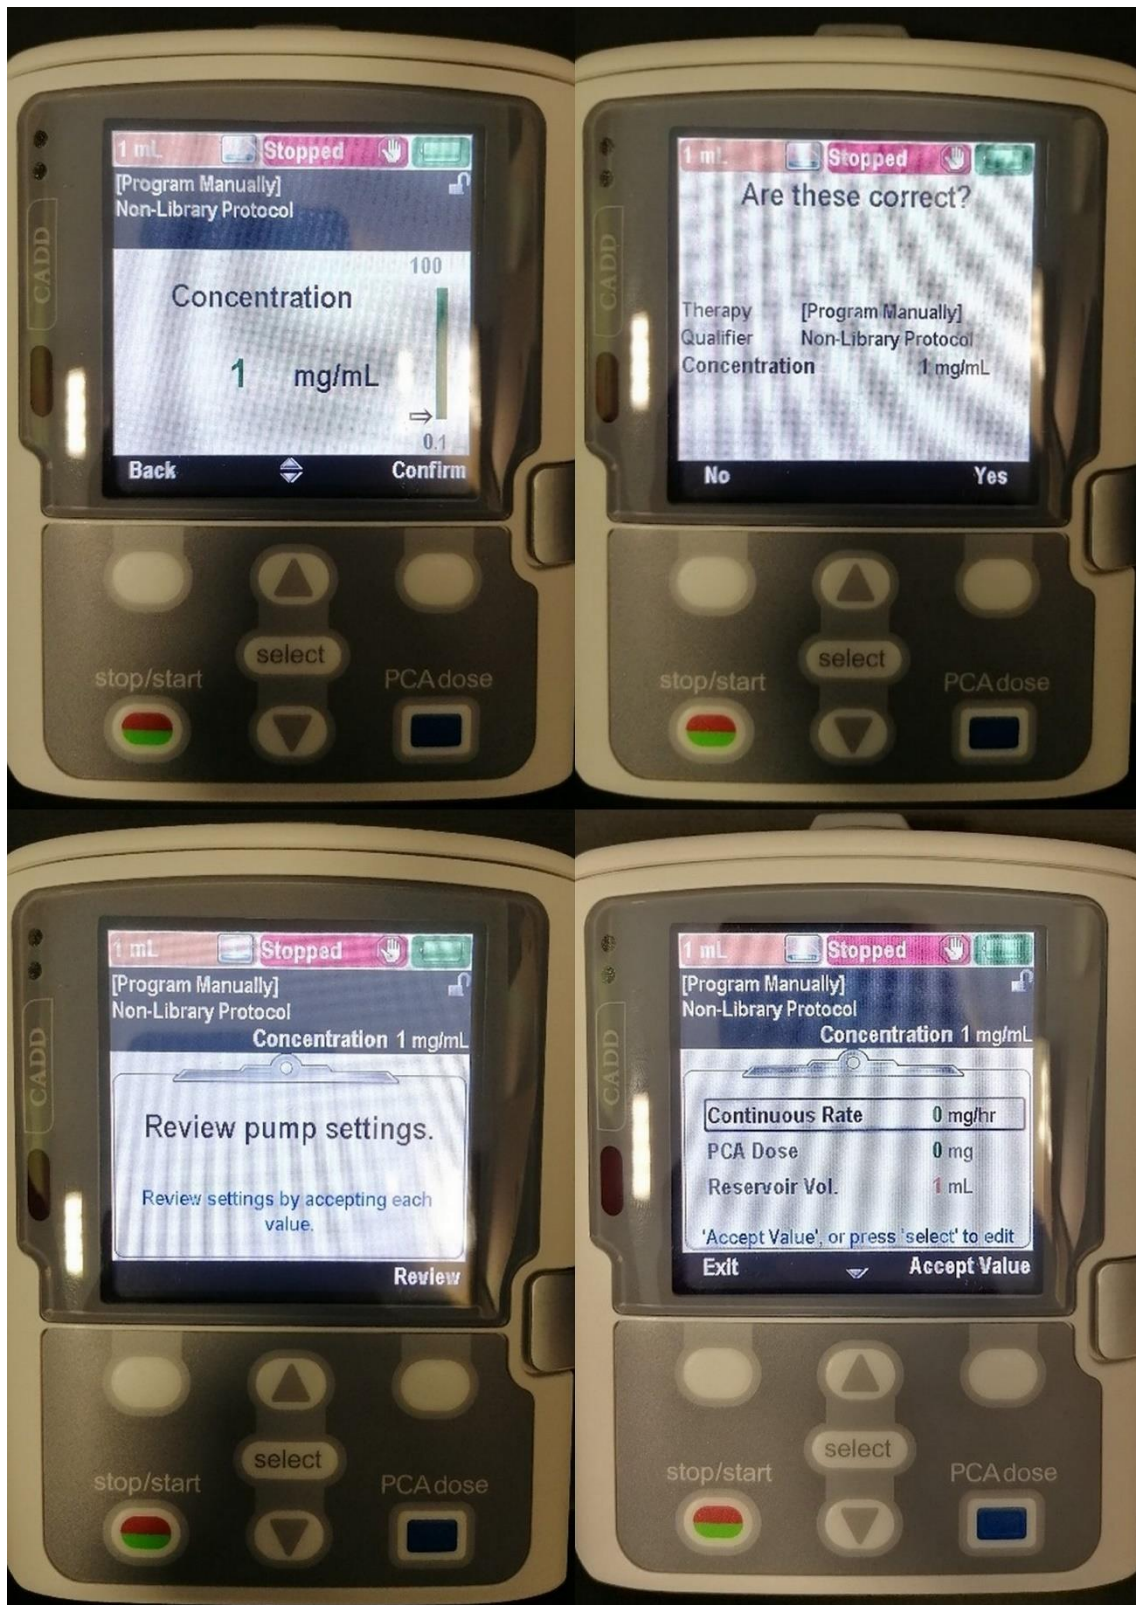 1 mL Stopped
[Program Manually]
Non-Library Protocol
100
Concentration
1 mg/mL
0.1
Back Confirm
CADD
select
stop/start PCA dose
1 mL Stopped
Are these correct?
Therapy [Program Manually]
Qualifier Non-Library Protocol
Concentration 1 mg/mL
No Yes
CADD
select
stop/start PCA dose
1 mL Stopped
[Program Manually]
Non-Library Protocol
Concentration 1 mg/mL
Review pump settings.
Review settings by accepting each
value.
Review
CADD
select
stop/start PCA dose
1 mL Stopped
[Program Manually]
Non-Library Protocol
Concentration 1 mg/mL
Continuous Rate 0 mg/hr
PCA Dose 0 mg
Reservoir Vol. 1 mL
'Accept Value', or press 'select' to edit
Exit Accept Value
CADD
select
stop/start PCA dose